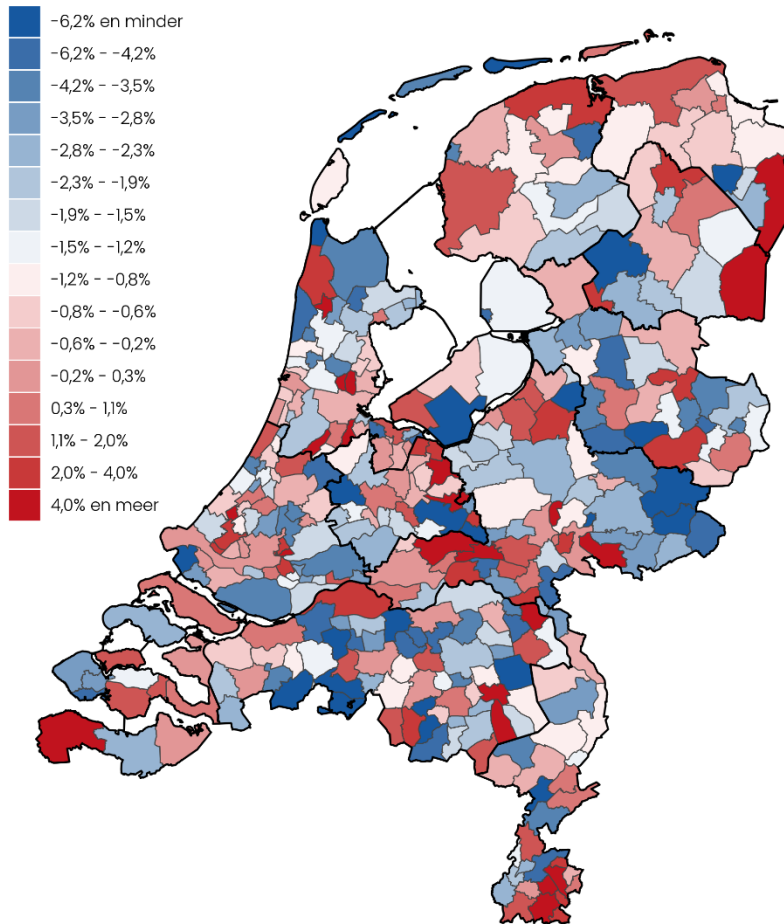 -6,2% en minder
-6,2% - -4,2%
-4,2% - -3,5%
-3,5% - -2,8%
-2,8% - -2,3%
-2,3% - -1,9%
-1,9% - -1,5%
-1,5% - -1,2%
-1,2% - -0,8%
-0,8% - -0,6%
-0,6% - -0,2%
-0,2% - 0,3%
0,3% - 1,1%
1,1% - 2,0%
2,0% - 4,0%
4,0% en meer